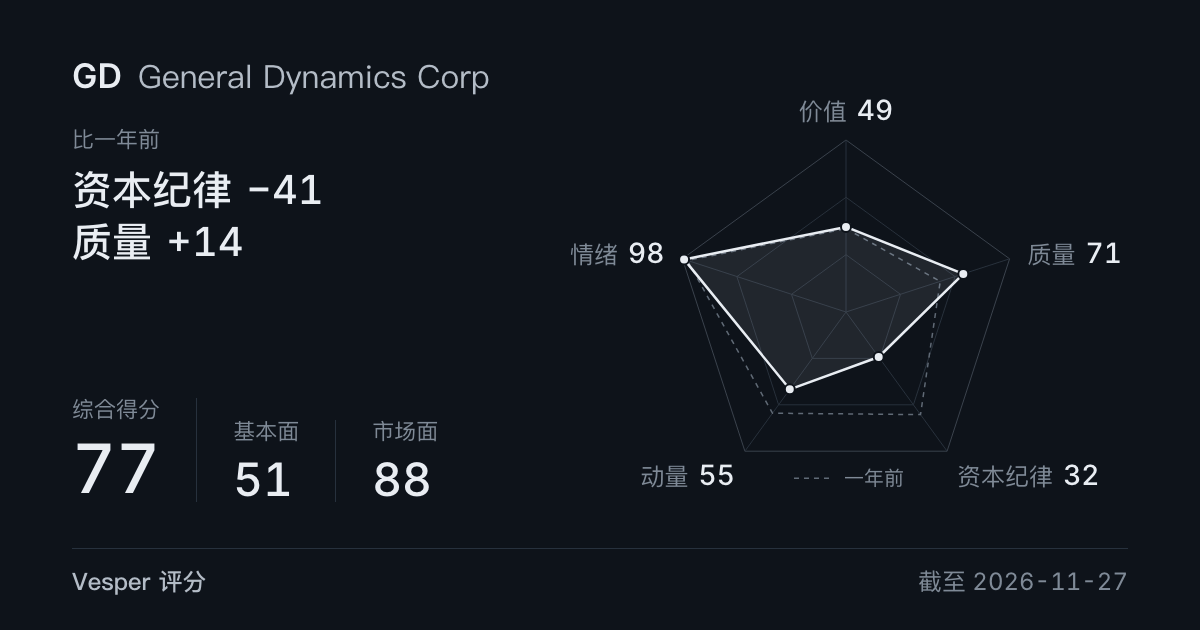 GD General Dynamics Corp
比一年前
资本纪律 −41
质量 +14
综合得分
77
基本面
51
市场面
88
价值 49
情绪 98
质量 71
动量 55
一年前
资本纪律 32
Vesper 评分
截至 2026-11-27